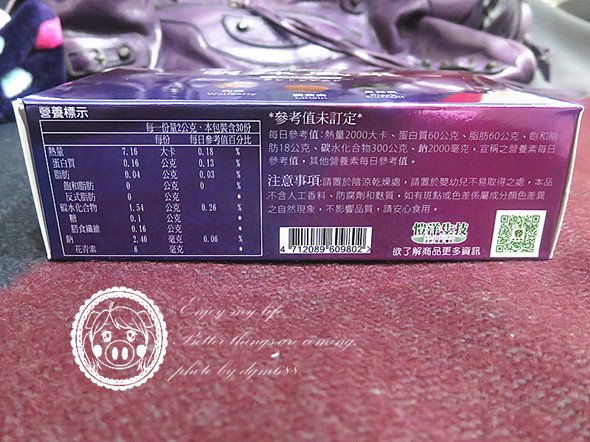 Wolfberry
Lutein
Black Sesame
營養標示
每一份量2公克，本包裝含30份
每份 每日參考值百分比
熱量 7.16 大卡 0.18 %
蛋白質 0.16 公克 0.13 %
脂肪 0.04 公克 0.03 %
飽和脂肪 0 公克 0 %
反式脂肪 0 公克 *
碳水化合物 1.54 公克 0.26 %
糖 0.1 公克 *
膳食纖維 0.16 公克 *
鈉 2.46 毫克 0.06 %
花青素 6 毫克 *
*參考值未訂定*
每日參考值:熱量2000大卡、蛋白質60公克、脂肪60公克、飽和脂
肪18公克、碳水化合物300公克、鈉2000毫克，宣稱之營養素每日
參考值，其他營養素每日參考值。
注意事項:請置於陰涼乾燥處，請置於嬰幼兒不易取得之處，本品
不含人工香料、防腐劑和麩質，如有斑點或色差係屬成分顏色差異
之自然現象，不影響品質，請安心食用。
4 712089 609802
愷洋生技
欲了解商品更多資訊
Enjoy my life.
Better things are coming.
photo by dgm688